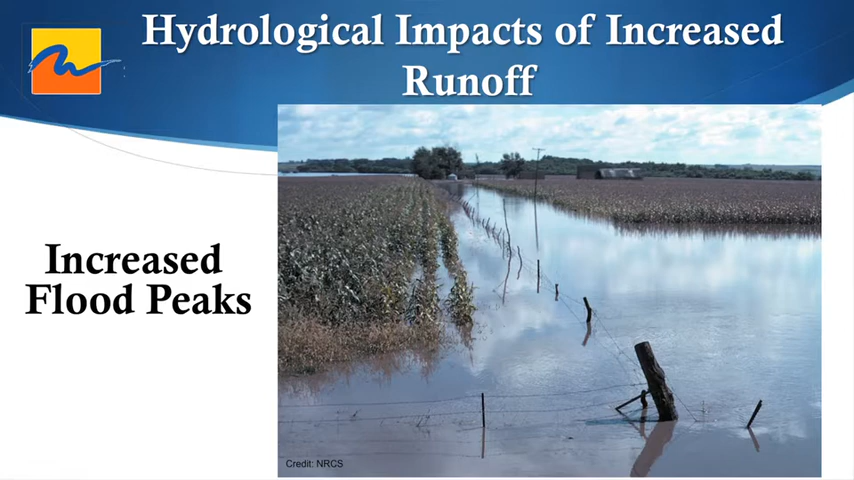 Hydrological Impacts of Increased
Runoff
Increased
Flood Peaks
Credit: NRCS